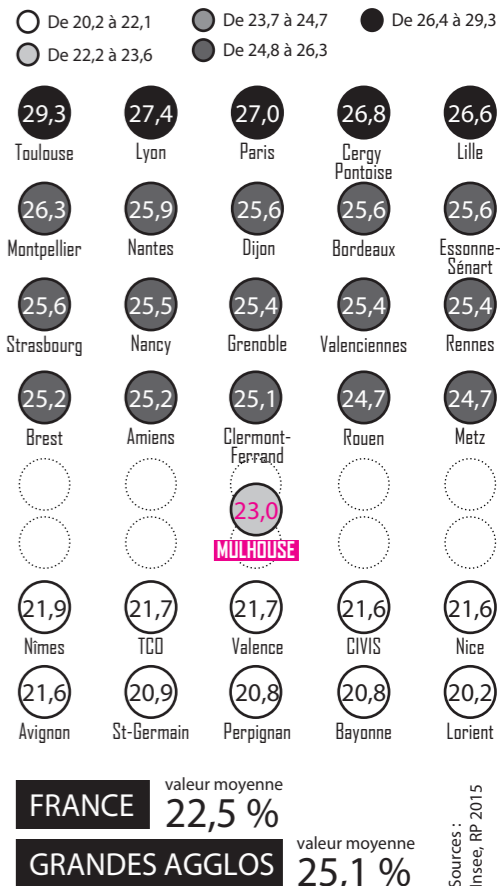 De 20,2 à 22,1 De 23,7 à 24,7 De 26,4 à 29,3
De 22,2 à 23,6 De 24,8 à 26,3
29,3 27,4 27,0 26,8 26,6
Toulouse Lyon Paris Cergy Lille
Pontoise
26,3 25,9 25,6 25,6 25,6
Montpellier Nantes Dijon Bordeaux Essonne-
Sénart
25,6 25,5 25,4 25,4 25,4
Strasbourg Nancy Grenoble Valenciennes Rennes
25,2 25,2 25,1 24,7 24,7
Brest Amiens Clermont- Rouen Metz
Ferrand
23,0
MULHOUSE
21,9 21,7 21,7 21,6 21,6
Nîmes TCO Valence CIVIS Nice
21,6 20,9 20,8 20,8 20,2
Avignon St-Germain Perpignan Bayonne Lorient
valeur moyenne
FRANCE 22,5 %
valeur moyenne
GRANDES AGGLOS 25,1 %
Sources :
Insee, RP 2015